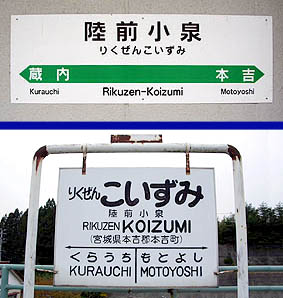 陸前小泉
りくぜんこいずみ
蔵内 本吉
Kurauchi Rikuzen-Koizumi Motoyoshi
りくぜんこいずみ
陸前小泉
RIKUZEN KOIZUMI
(宮城県本吉郡本吉町)
くらうち もとよし
KURAUCHI MOTOYOSHI